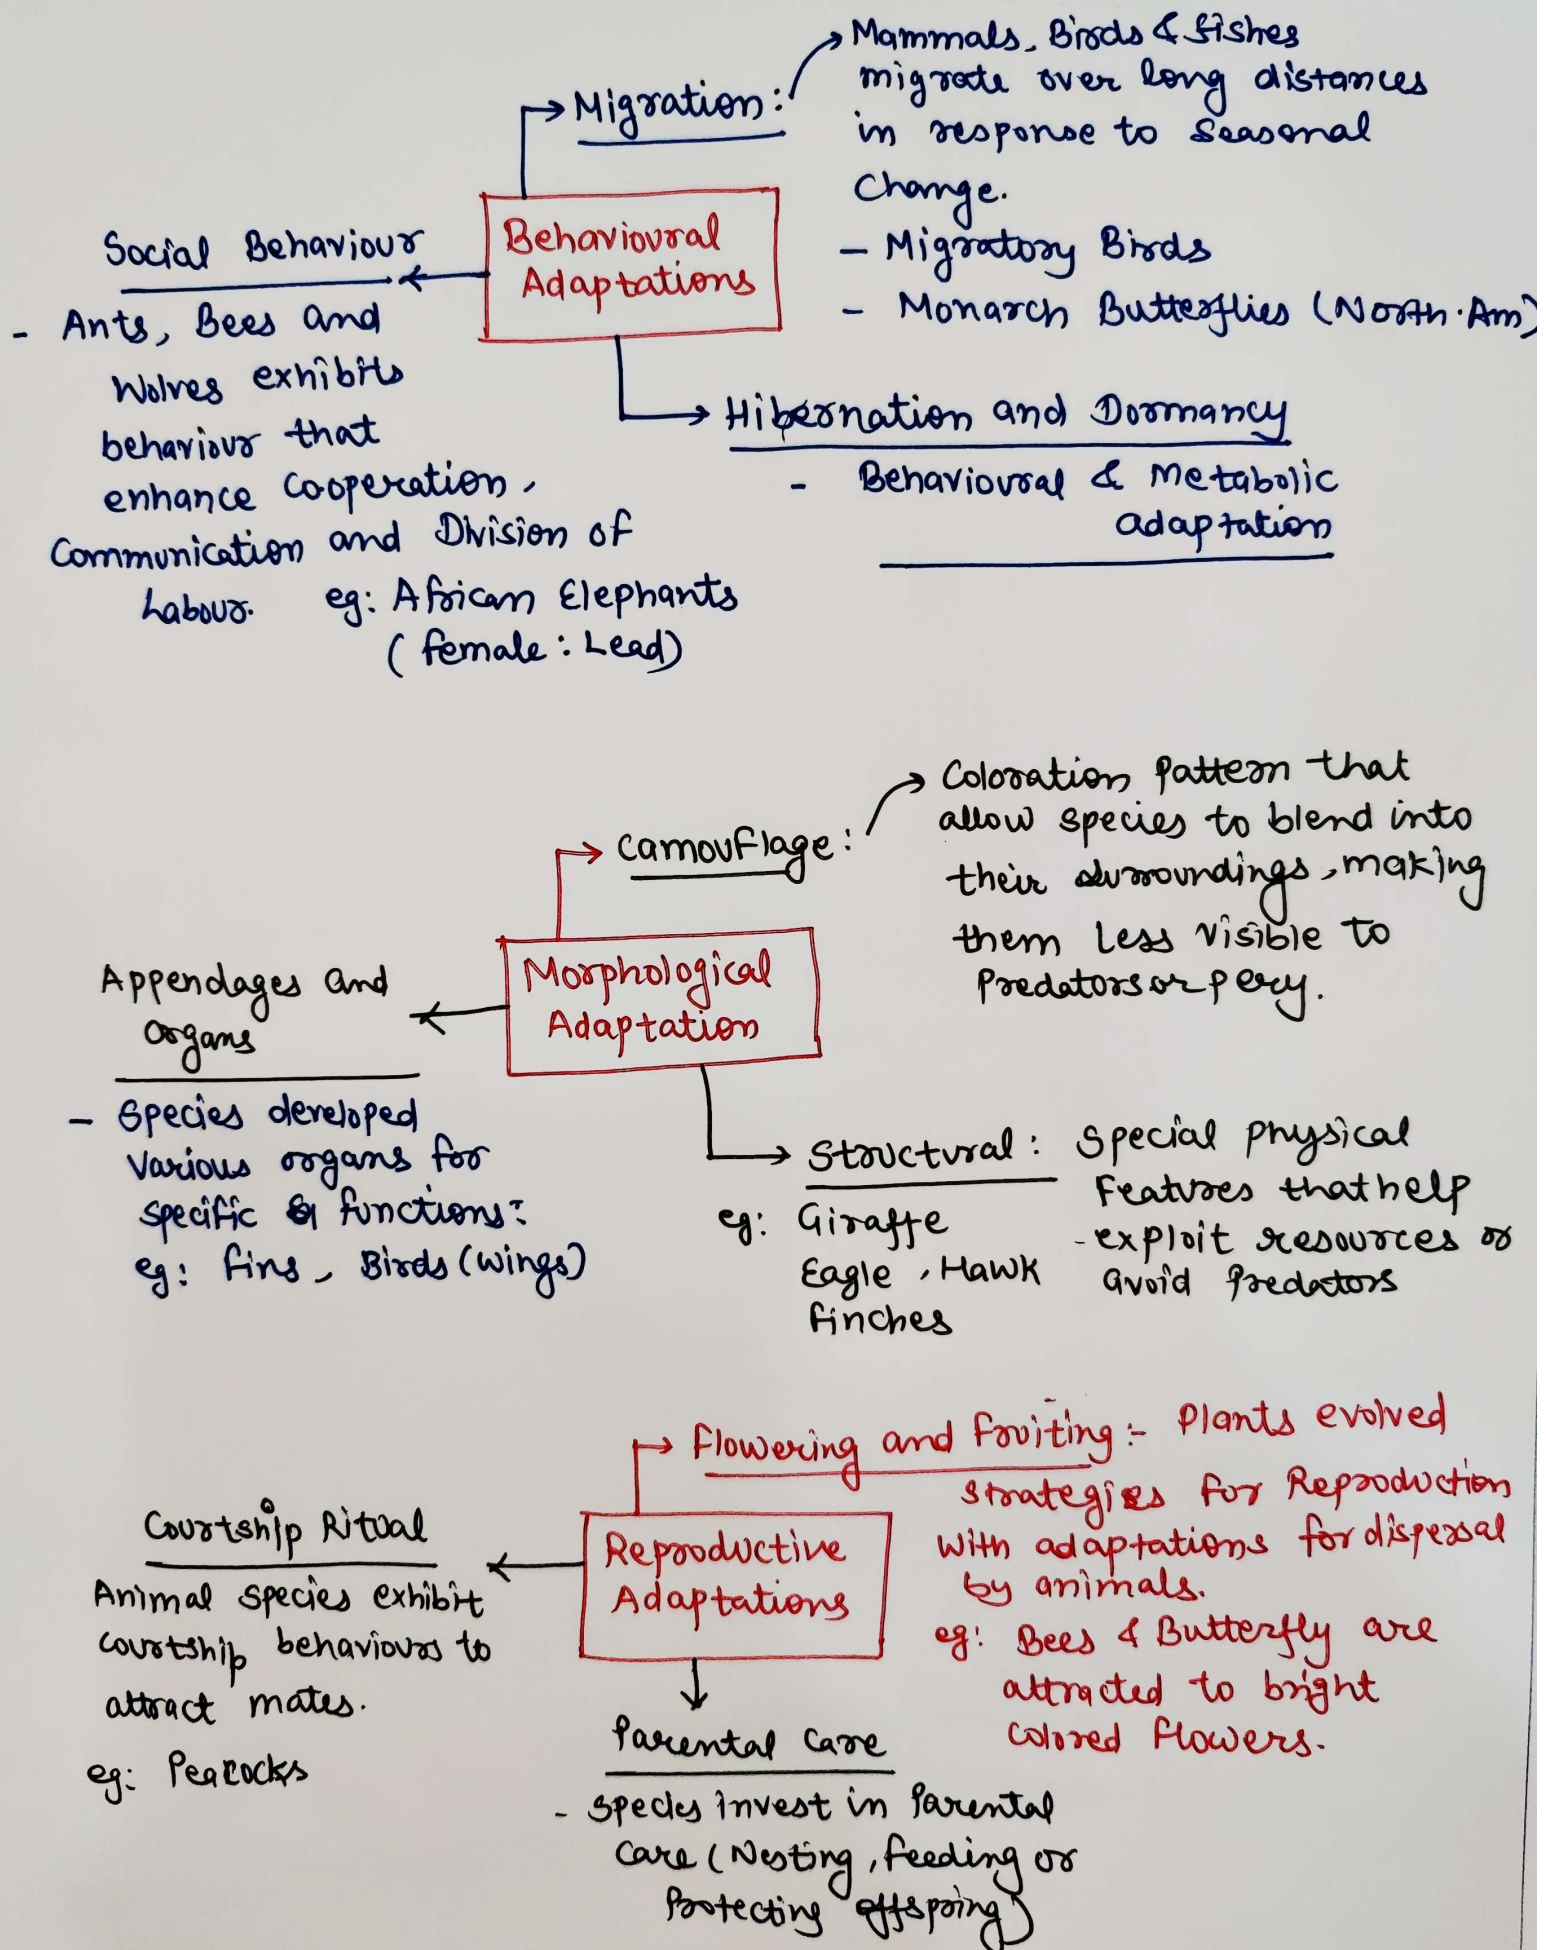 Migration:
Mammals, Birds & fishes
migrate over long distances
in response to seasonal
Change.
- Migratory Birds
- Monarch Butterflies (North. Am)
Behavioural
Adaptations
Social Behaviour
- Ants, Bees and
Wolves exhibits
behaviour that
enhance Cooperation,
Communication and Division of
Labour.
eg: African Elephants
(female: Lead)
Hibernation and Dormancy
- Behavioural & Metabolic
adaptation
Camouflage:
Coloration pattern that
allow species to blend into
their surroundings, making
them less visible to
Predators or pery.
Morphological
Adaptation
Appendages and
organs
- Species developed
various organs for
specific functions:
eg: fins, Birds (wings)
Structural: Special physical
Features that help
- exploit resources or
avoid Predators
eg: Giraffe
Eagle, Hawk
finches
Flowering and fruiting :- Plants evolved
strategies for Reproduction
with adaptations for dispersal
by animals.
eg: Bees & Butterfly are
attracted to bright
colored flowers.
Reproductive
Adaptations
Courtship Ritual
Animal species exhibit
courtship behaviours to
attract mates.
eg: Peacocks
Parental Care
- Species invest in Parental
Care (Nesting, feeding or
Protecting offspring)